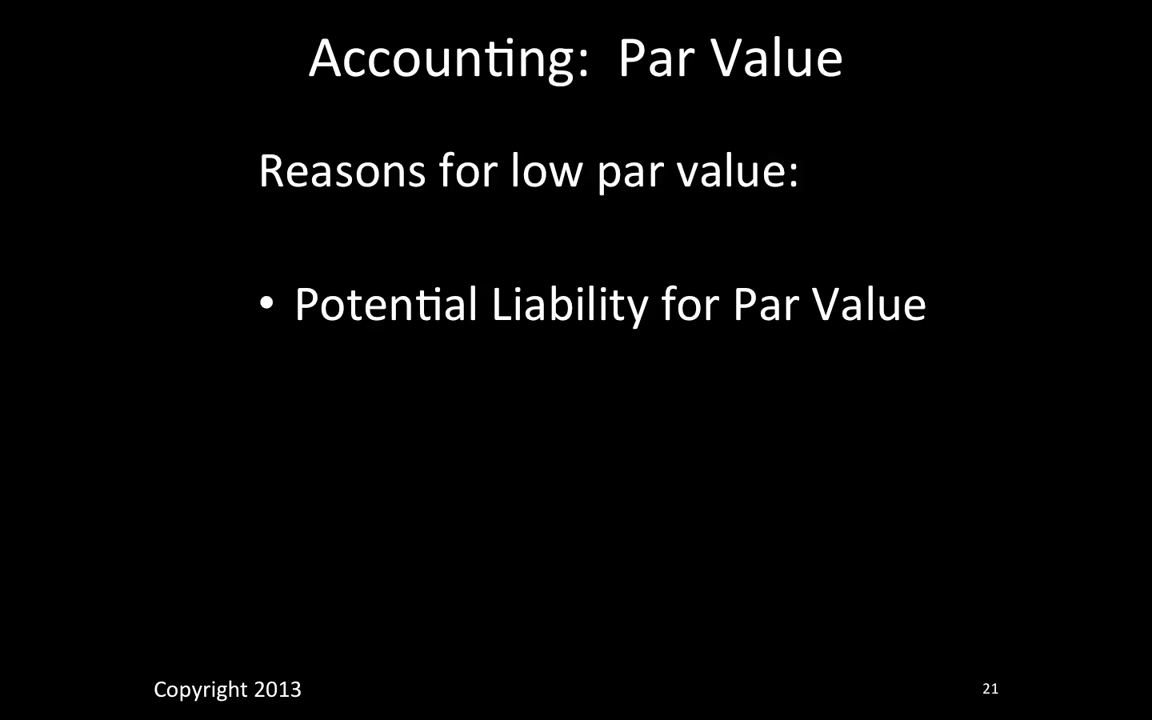 Accounting: Par Value
Reasons for low par value:
• Potential Liability for Par Value
Copyright 2013
21